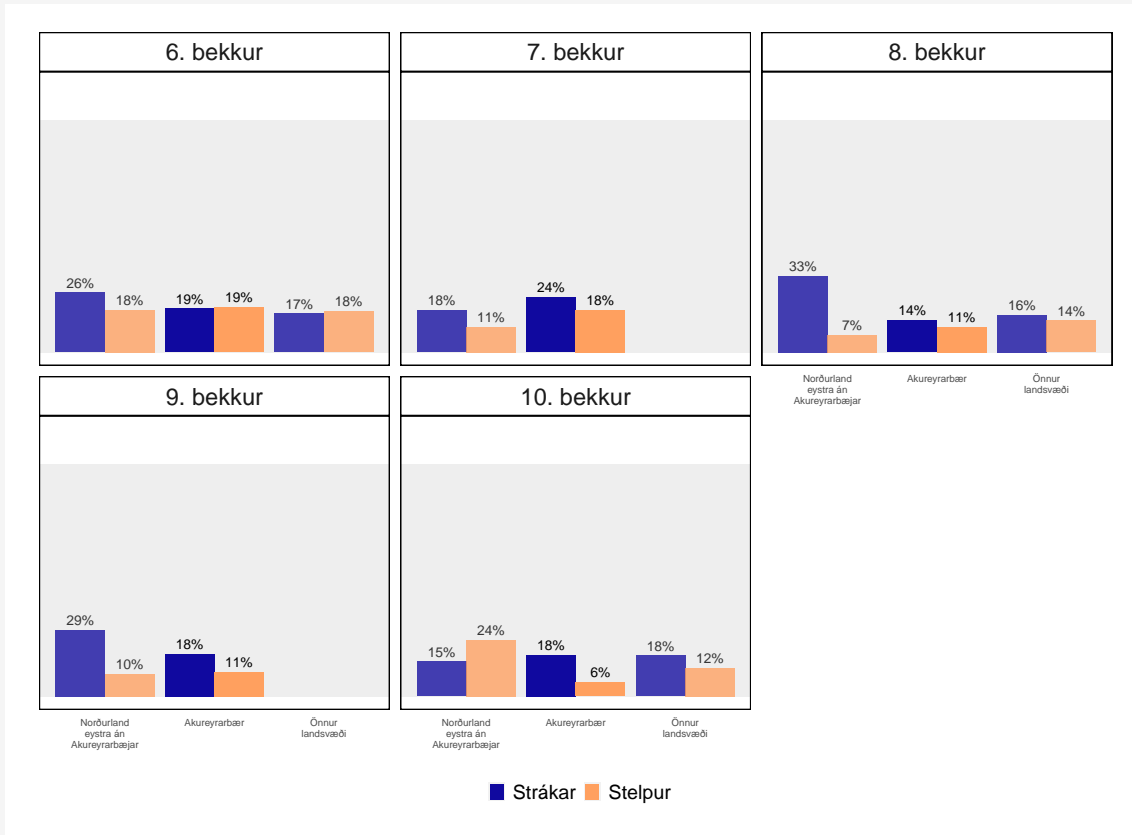 6. bekkur
7. bekkur
8. bekkur
26%
18%
19%
19%
17%
18%
18%
11%
24%
18%
33%
7%
14%
11%
16%
14%
Norðurland
eystra án
Akureyrarbæjar
Akureyrarbær
Önnur
landsvæði
9. bekkur
10. bekkur
29%
10%
18%
11%
15%
24%
18%
6%
18%
12%
Norðurland
eystra án
Akureyrarbæjar
Akureyrarbær
Önnur
landsvæði
Norðurland
eystra án
Akureyrarbæjar
Akureyrarbær
Önnur
landsvæði
Strákar Stelpur